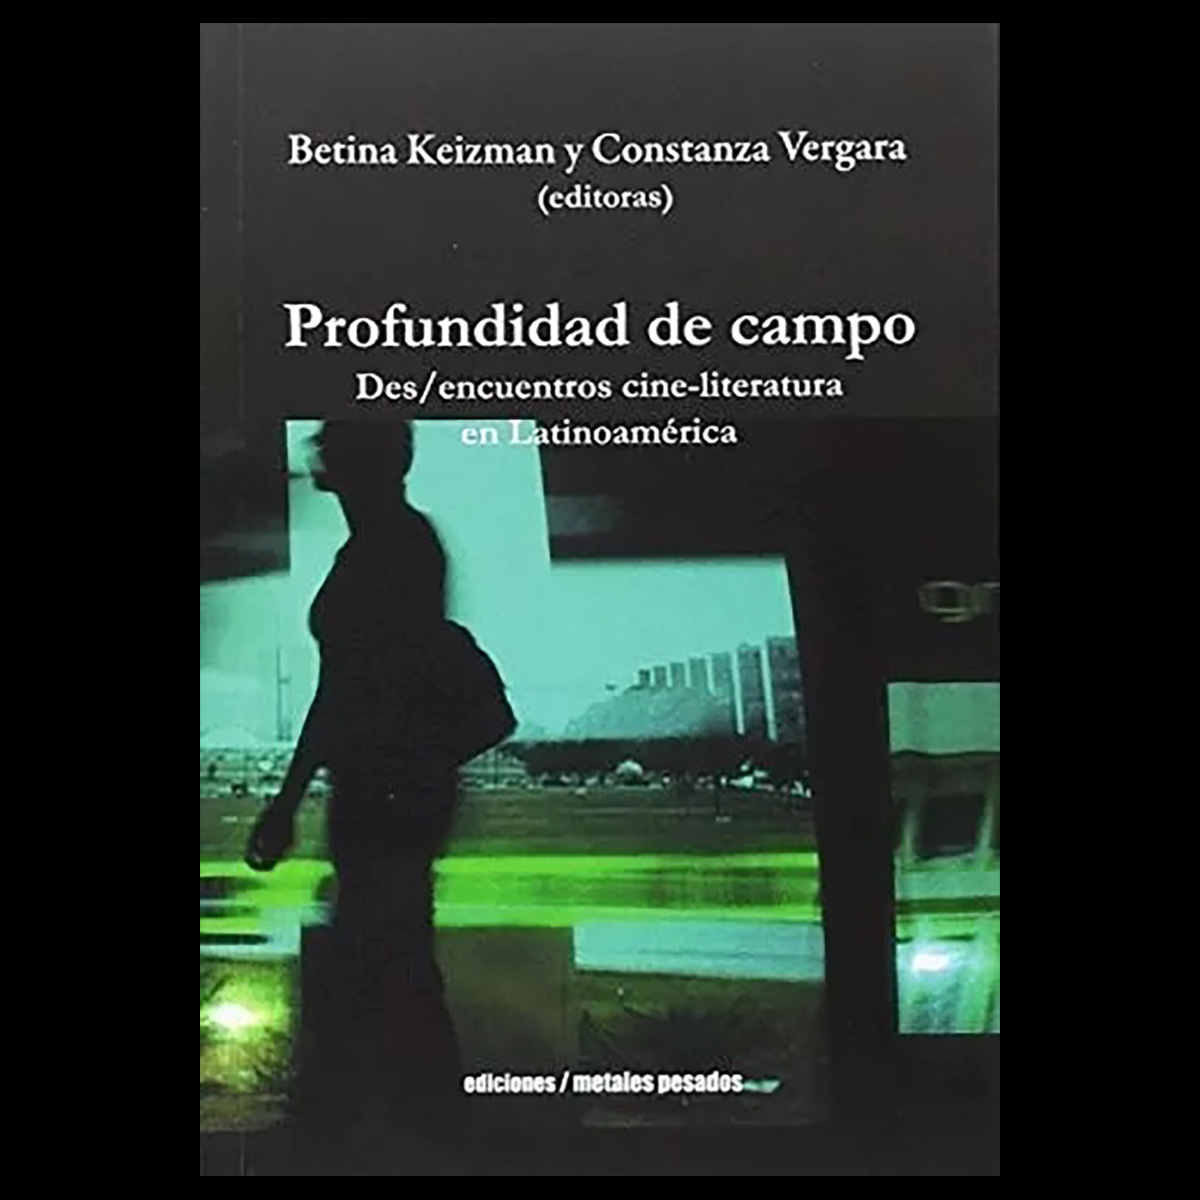 Betina Keizman y Constanza Vergara
(editoras)
Profundidad de campo
Des/encuentros cine-literatura
en Latinoamérica
ediciones / metales pesados